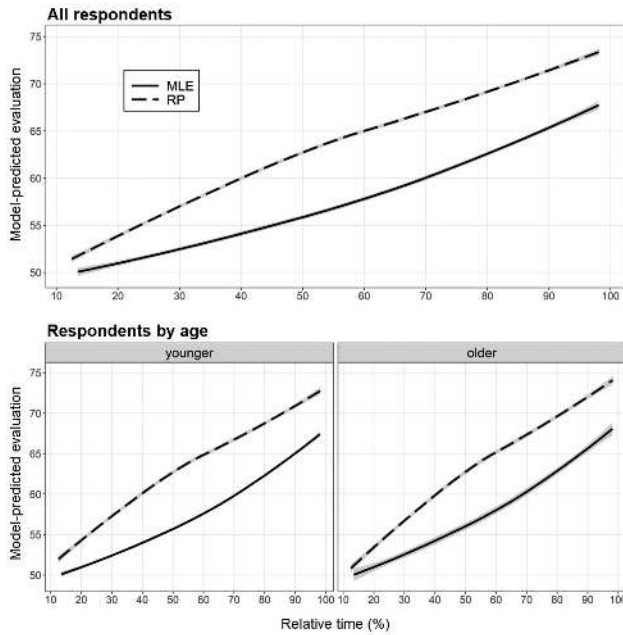 All respondents
Model-predicted evaluation
75
70
65
60
55
50
MLE
RP
10 20 30 40 50 60 70 80 90 100
Respondents by age
younger older
Model-predicted evaluation
75
70
65
60
55
50
10 20 30 40 50 60 70 80 90 100 10 20 30 40 50 60 70 80 90 100
Relative time (%)